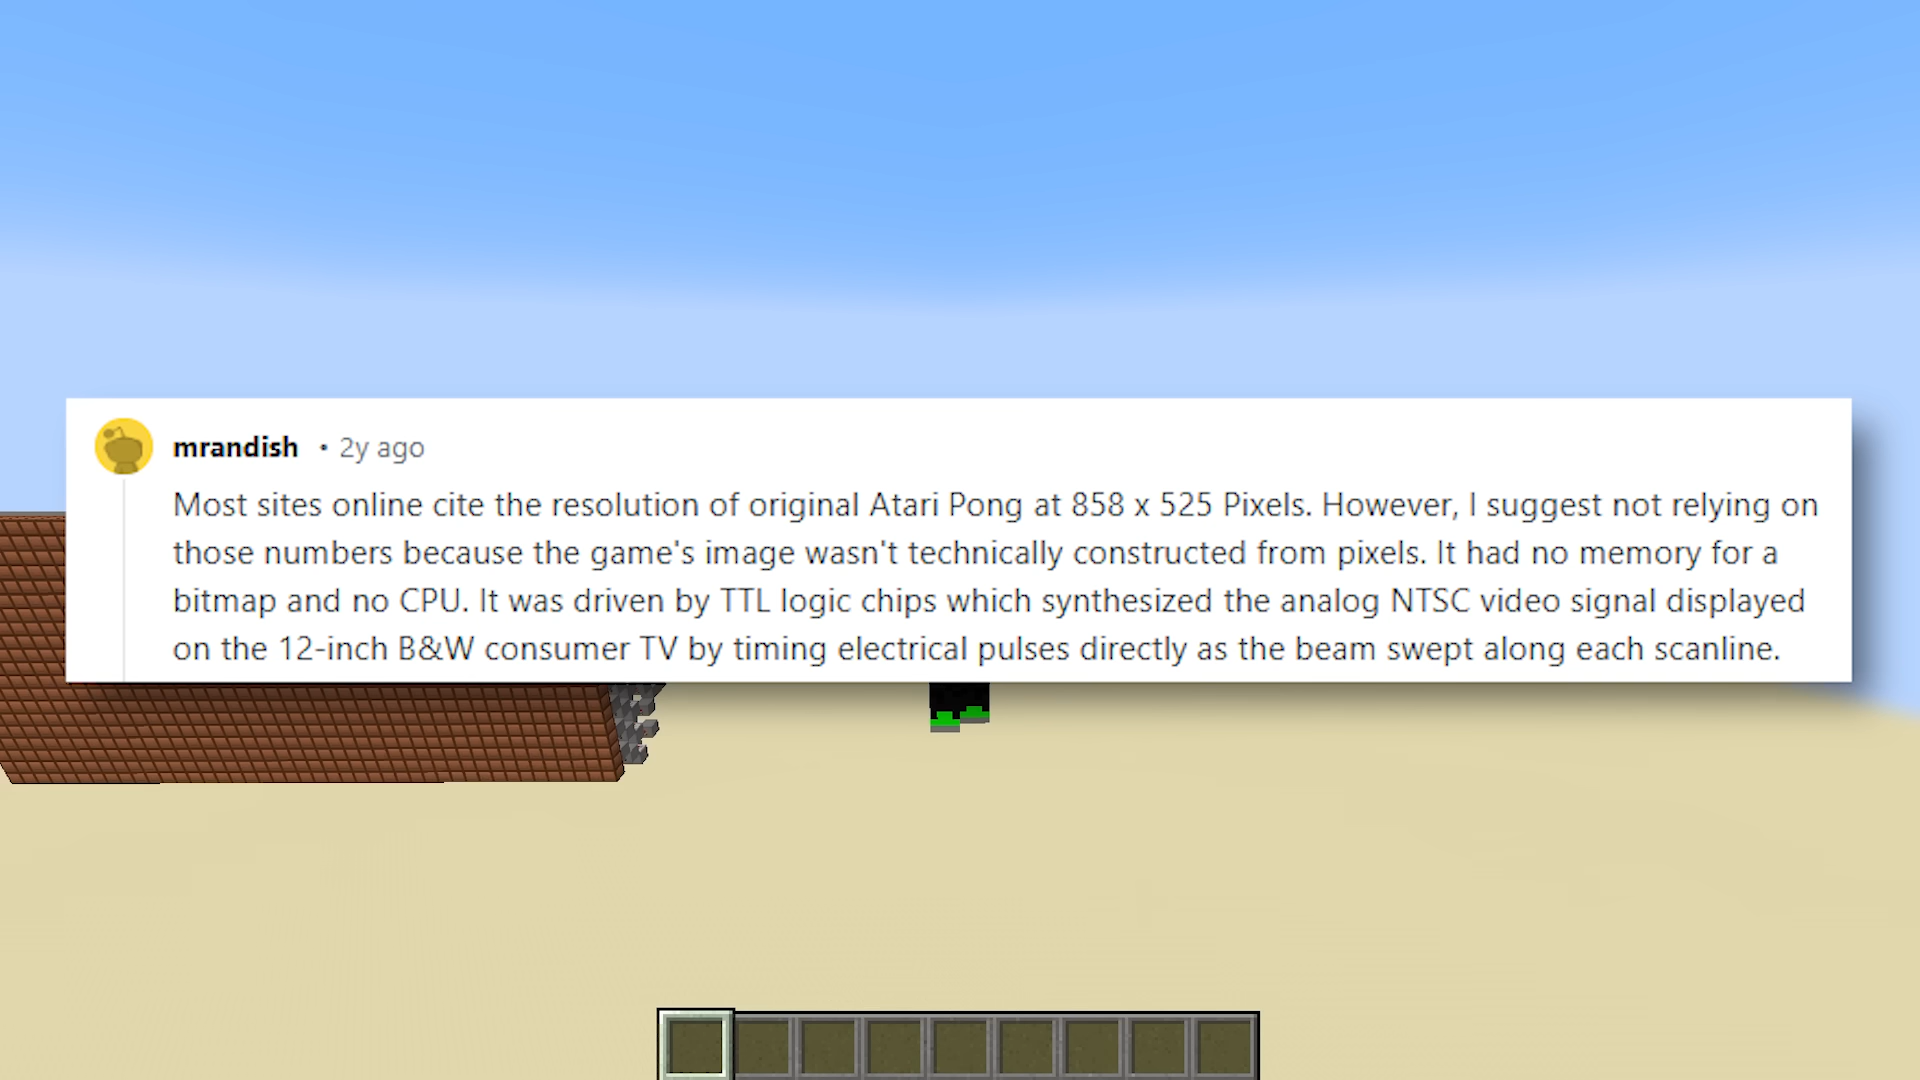 mrandish • 2y ago
Most sites online cite the resolution of original Atari Pong at 858 x 525 Pixels. However, I suggest not relying on
those numbers because the game's image wasn't technically constructed from pixels. It had no memory for a
bitmap and no CPU. It was driven by TTL logic chips which synthesized the analog NTSC video signal displayed
on the 12-inch B&W consumer TV by timing electrical pulses directly as the beam swept along each scanline.